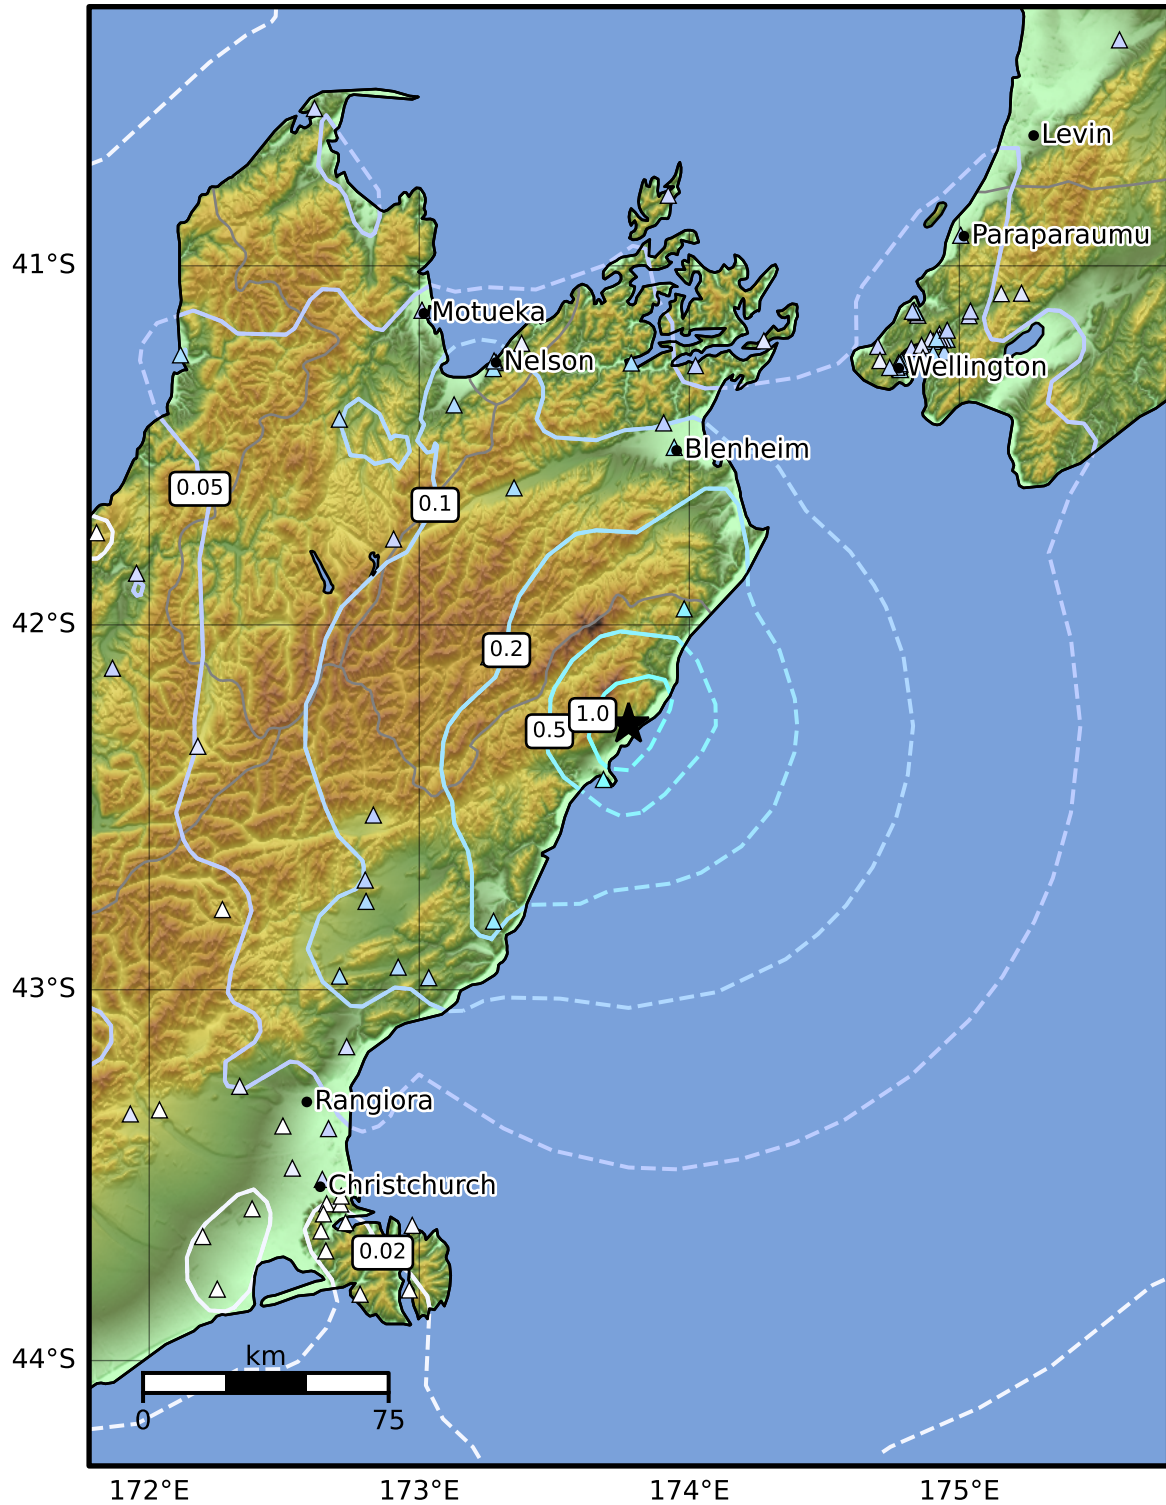 Levin
Paraparaumu
41°S
Motueka
Nelson
Wellington
Blenheim
0.05
0.1
42°S
0.2
0.5
1.0
43°S
Rangiora
Christchurch
0.02
44°S
km
0
75
172°E
173°E
174°E
175°E